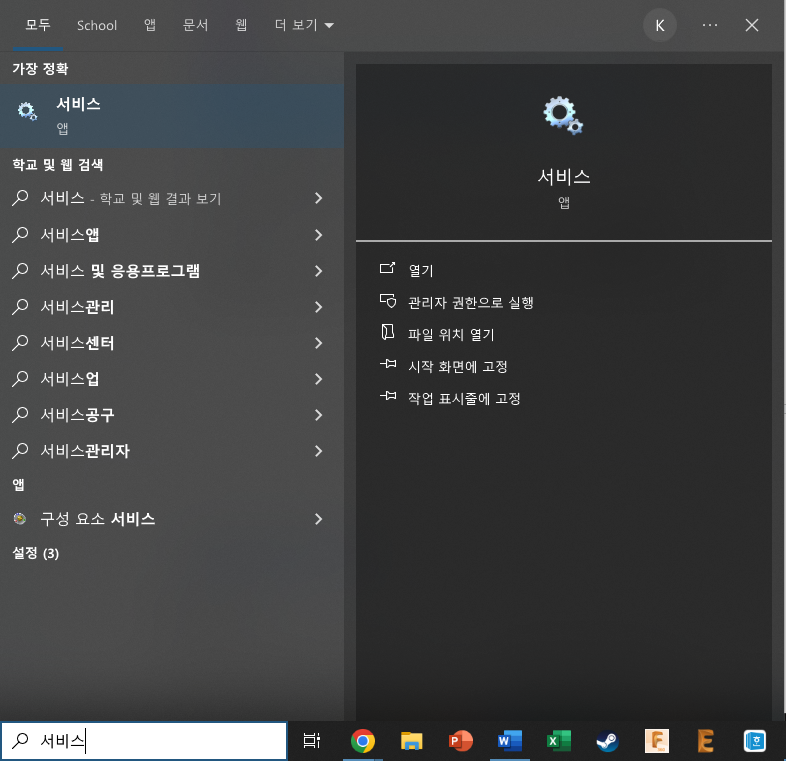 모두 School 앱 문서 웹 더 보기 K ...
가장 정확
서비스
앱
학교 및 웹 검색
서비스 - 학교 및 웹 결과 보기
서비스앱
서비스 및 응용프로그램
서비스관리
서비스센터
서비스업
서비스공구
서비스관리자
앱
구성 요소 서비스
설정 (3)
서비스
앱
열기
관리자 권한으로 실행
파일 위치 열기
시작 화면에 고정
작업 표시줄에 고정
서비스
P W X F E